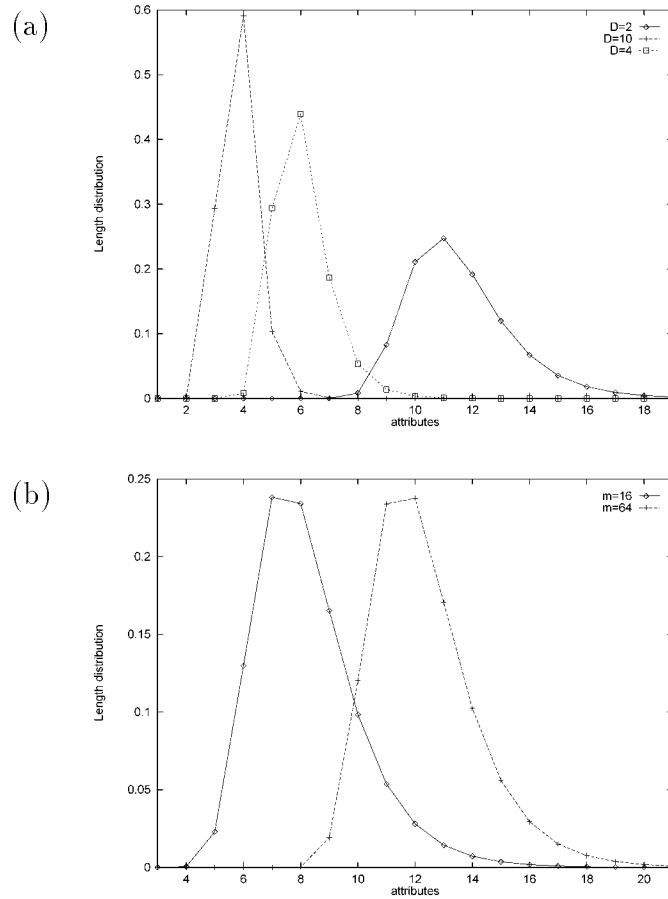 (a)
0.6
0.5
0.4
0.3
0.2
0.1
0
Length distribution
D=2
D=10
D=4
2 4 6 8 10 12 14 16 18
attributes
(b)
0.25
0.2
0.15
0.1
0.05
0
Length distribution
m=16
m=64
4 6 8 10 12 14 16 18 20
attributes